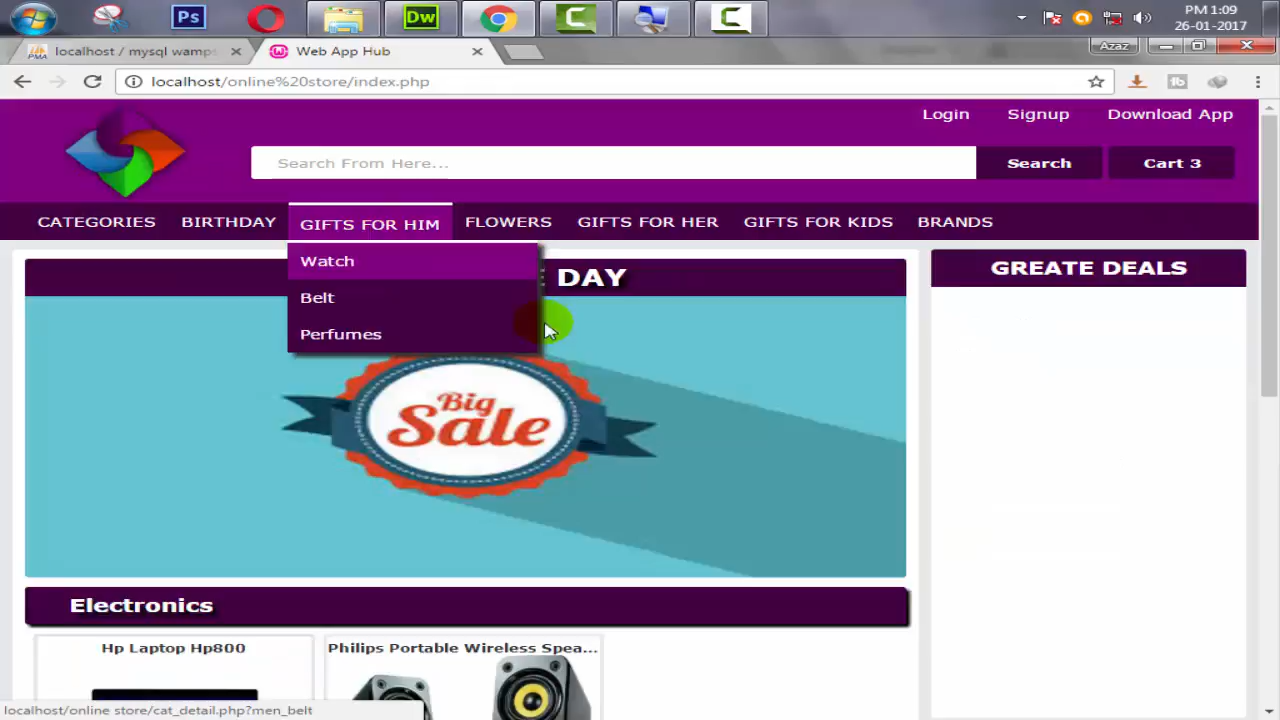 Ps
Dw
PM 1:09
26-01-2017
localhost / mysql wamps
Web App Hub
Azaz
localhost/online%20store/index.php
Login Signup Download App
Search From Here...
Search
Cart 3
CATEGORIES BIRTHDAY GIFTS FOR HIM FLOWERS GIFTS FOR HER GIFTS FOR KIDS BRANDS
Watch
Belt
Perfumes
DAY
GREATE DEALS
Big
Sale
Electronics
Hp Laptop Hp800
Philips Portable Wireless Spea...
localhost/online store/cat_detail.php?men_belt